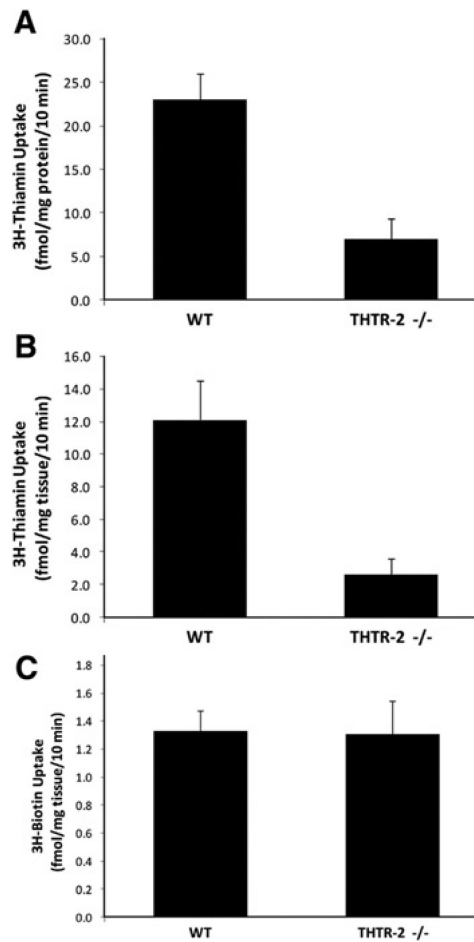 A
3H-Thiamin Uptake
(fmol/mg protein/10 min)
30.0
25.0
20.0
15.0
10.0
5.0
0.0
WT
THTR-2 -/-
B
3H-Thiamin Uptake
(fmol/mg tissue/10 min)
16.0
14.0
12.0
10.0
8.0
6.0
4.0
2.0
0.0
WT
THTR-2 -/-
C
3H-Biotin Uptake
(fmol/mg tissue/10 min)
1.8
1.6
1.4
1.2
1.0
0.8
0.6
0.4
0.2
0.0
WT
THTR-2 -/-